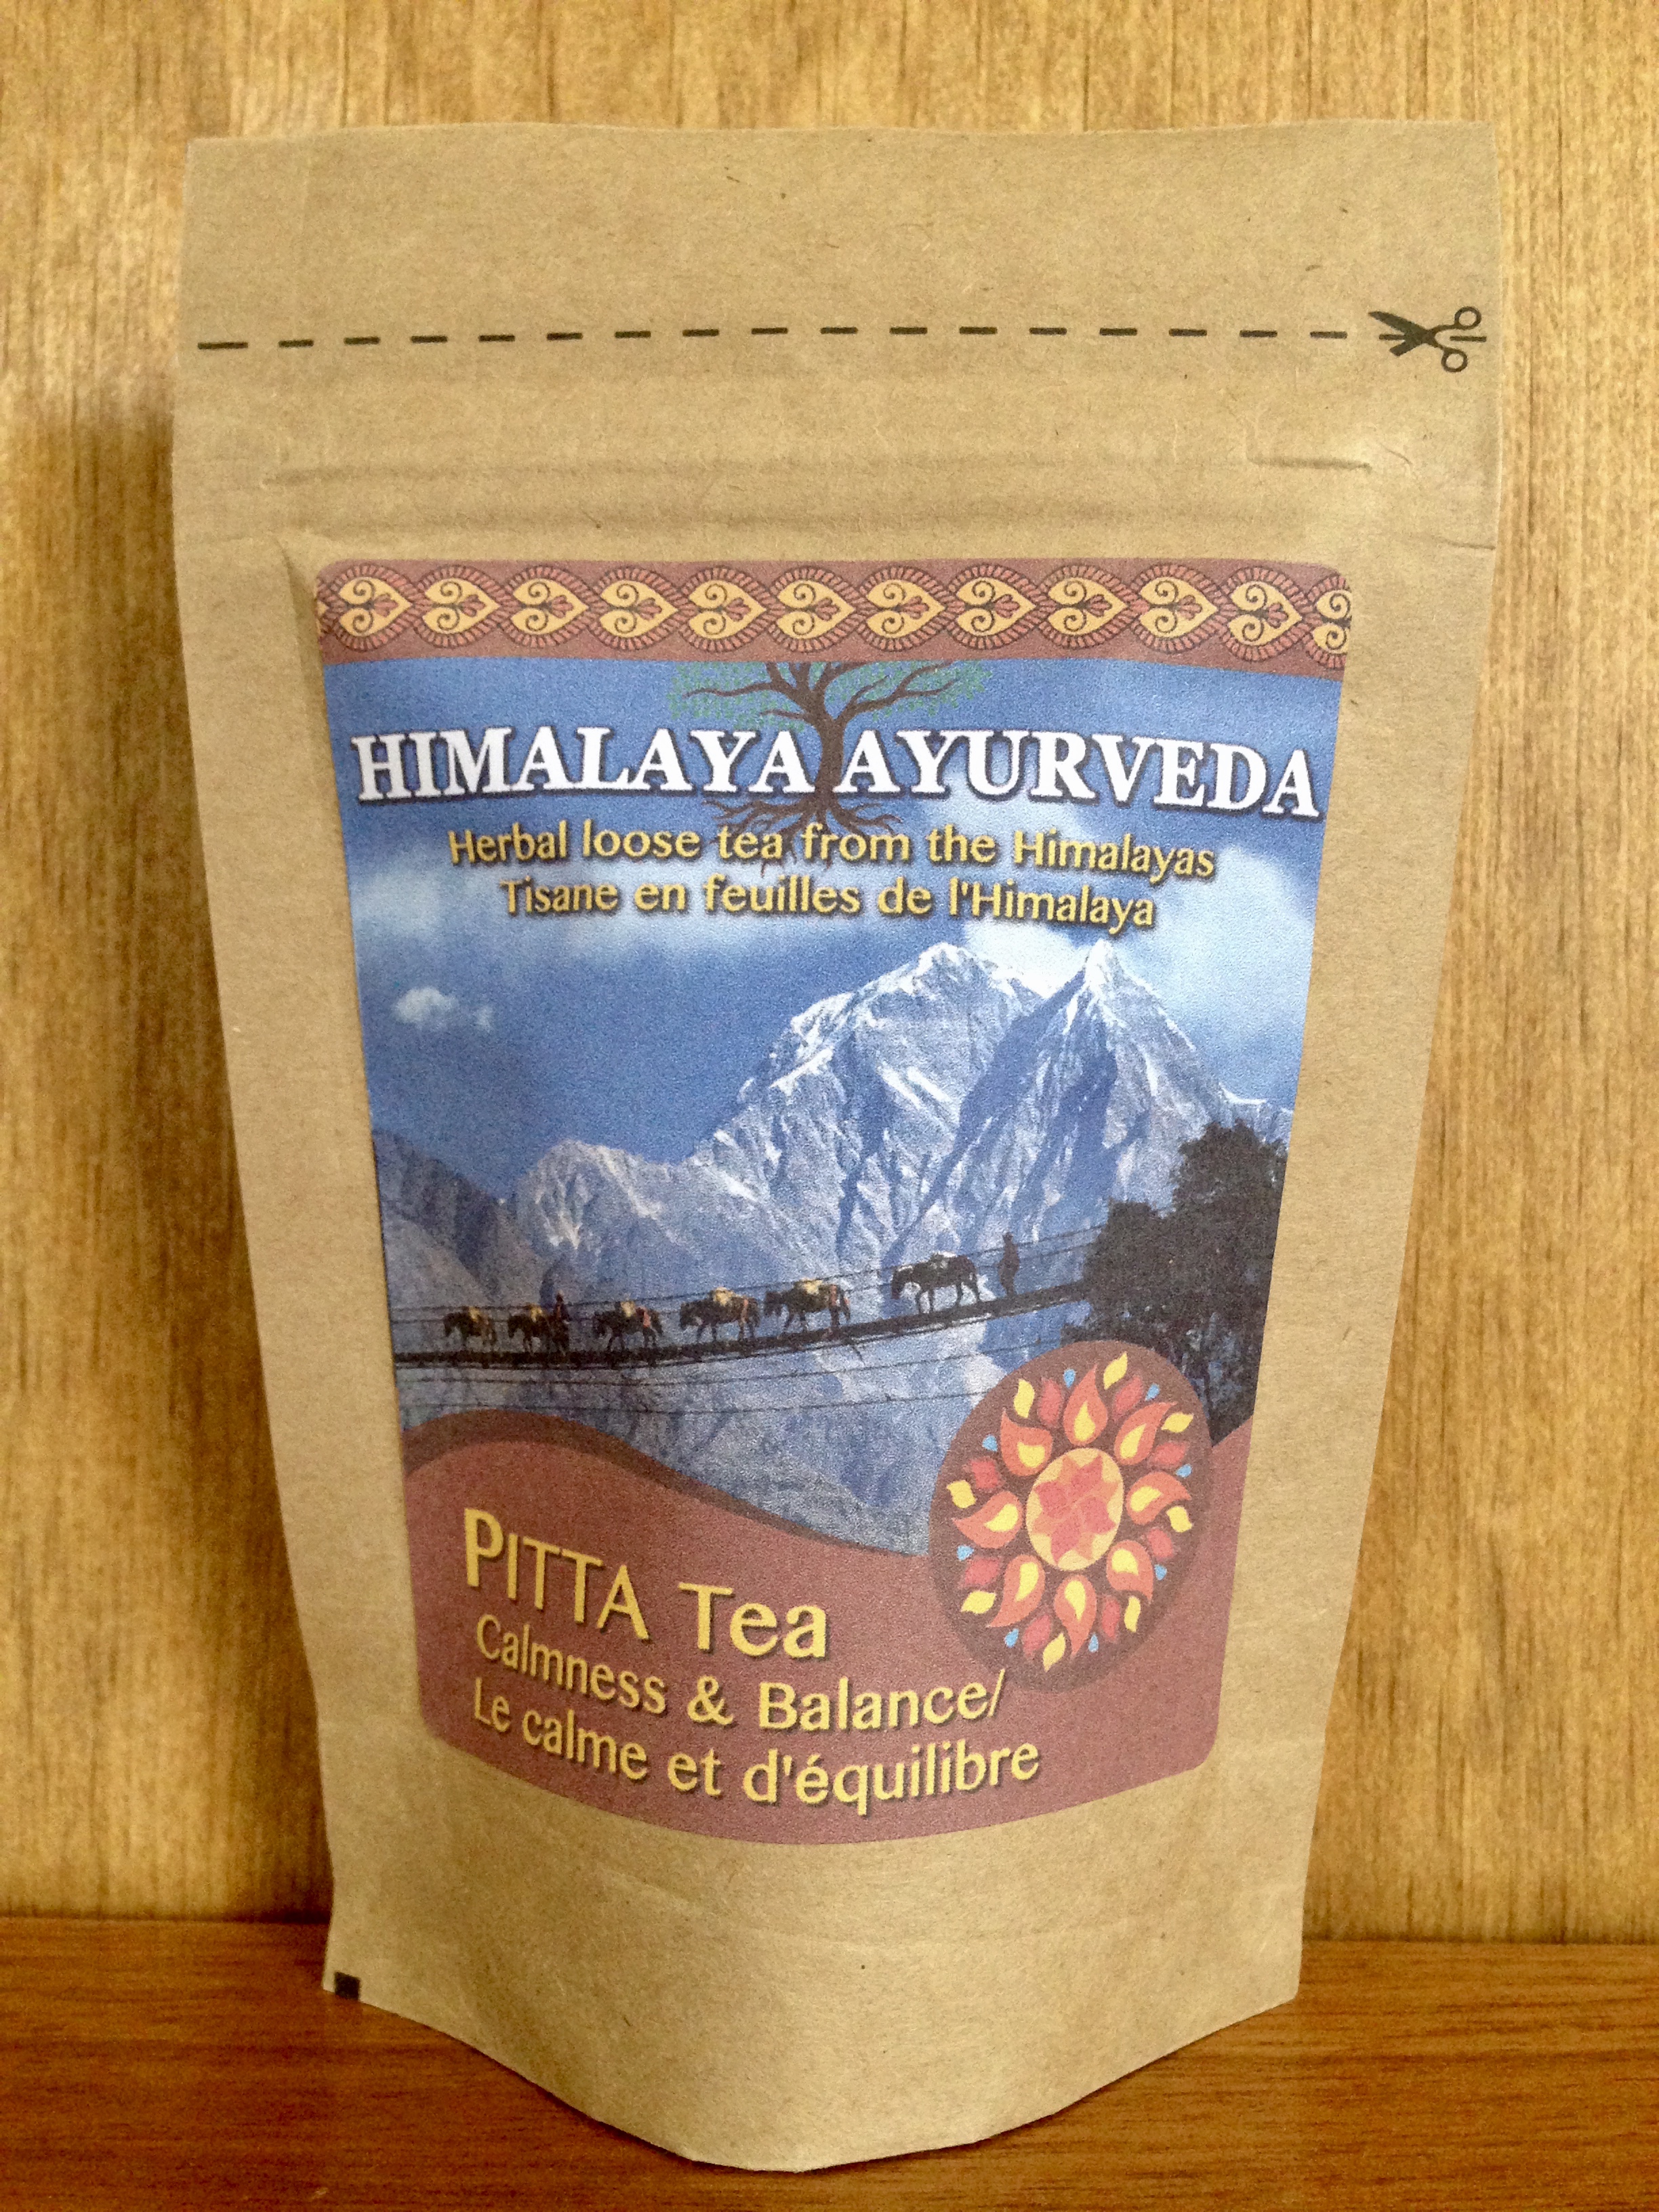 HIMALAYA AYURVEDA
Herbal loose tea from the Himalayas
Tisane en feuilles de l'Himalaya
PITTA Tea
Calmness & Balance/
Le calme et d'équilibre